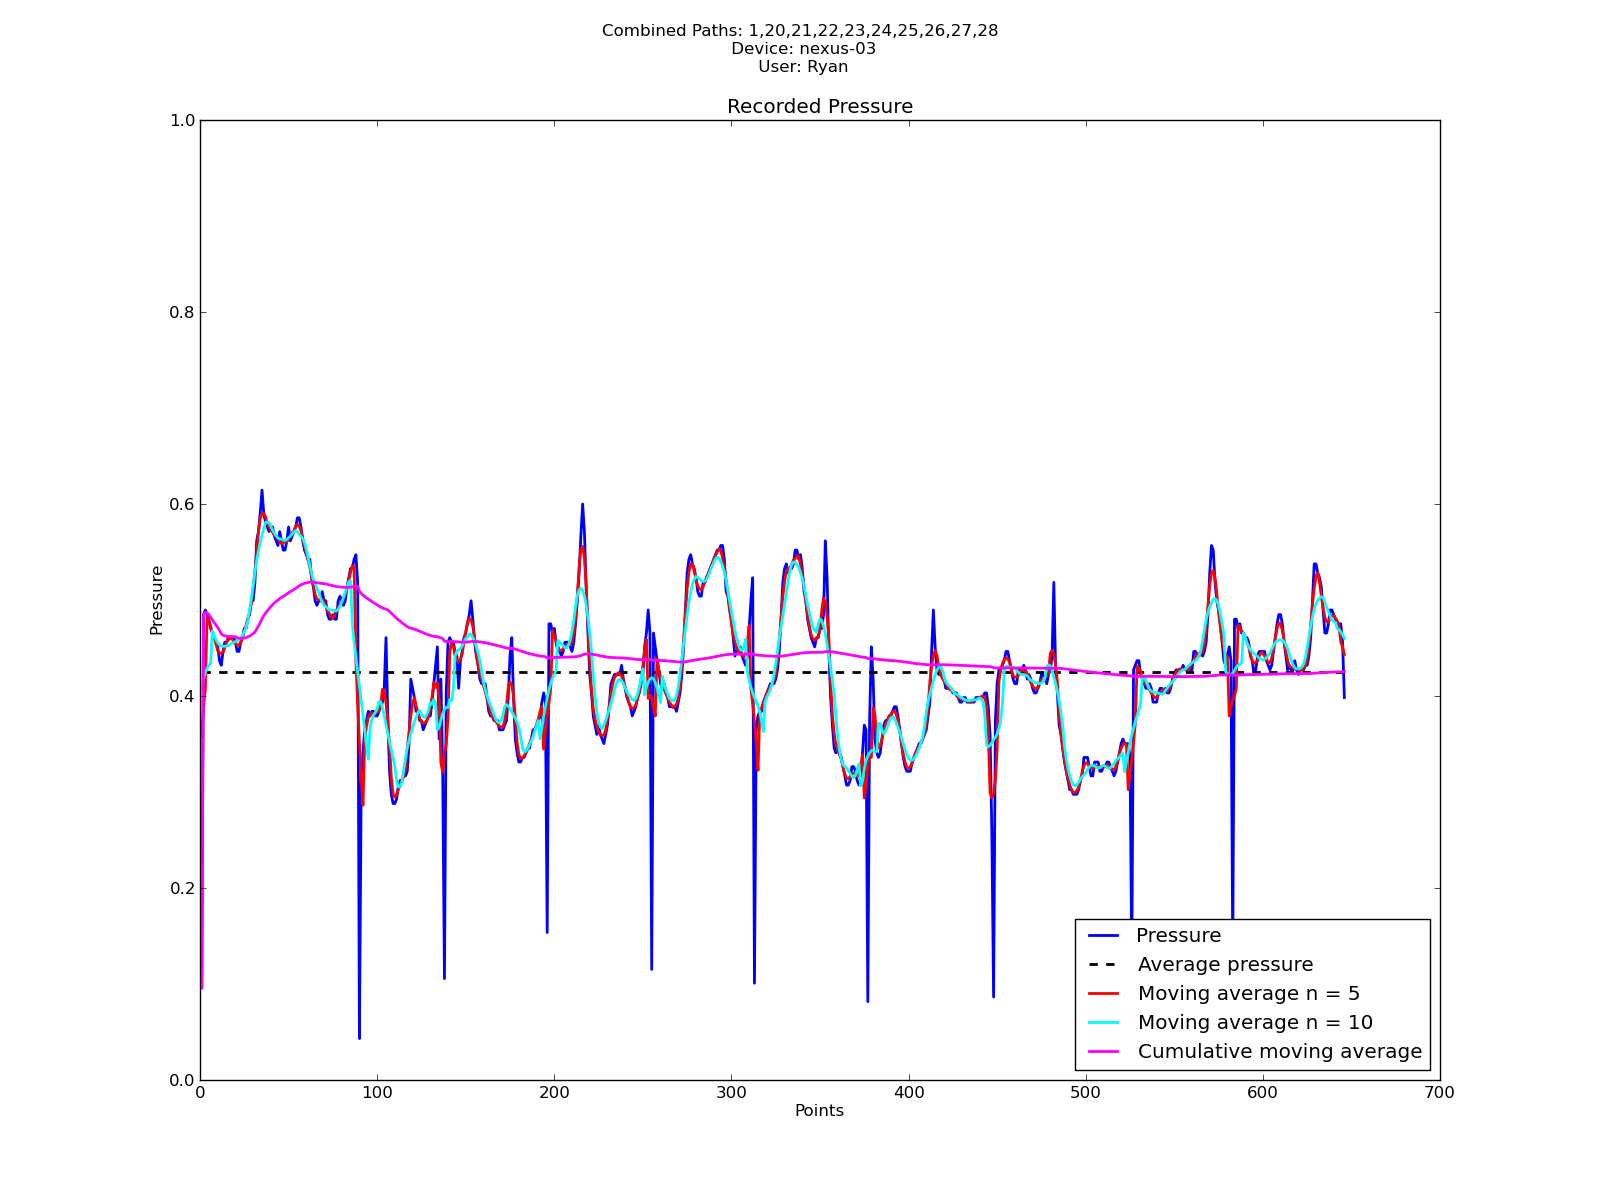 Combined Paths: 1,20,21,22,23,24,25,26,27,28
Device: nexus-03
User: Ryan
Recorded Pressure
1.0
0.8
0.6
0.4
0.2
0.0
Pressure
0 100 200 300 400 500 600 700
Points
Pressure
Average pressure
Moving average n = 5
Moving average n = 10
Cumulative moving average